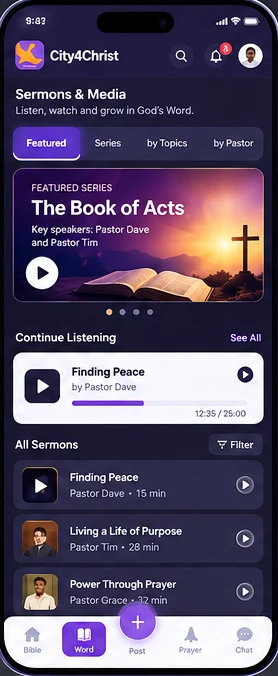 9:82
City4Christ
Sermons & Media
Listen, watch and grow in God's Word.
Featured
Series
by Topics
by Pastor
FEATURED SERIES
The Book of Acts
Key speakers: Pastor Dave
and Pastor Tim
Continue Listening
See All
Finding Peace
by Pastor Dave
12:35 / 25:00
All Sermons
Filter
Finding Peace
Pastor Dave • 15 min
Living a Life of Purpose
Pastor Tim • 28 min
Power Through Prayer
Pastor Grace • 32 min
Bible
Word
Post
Prayer
Chat